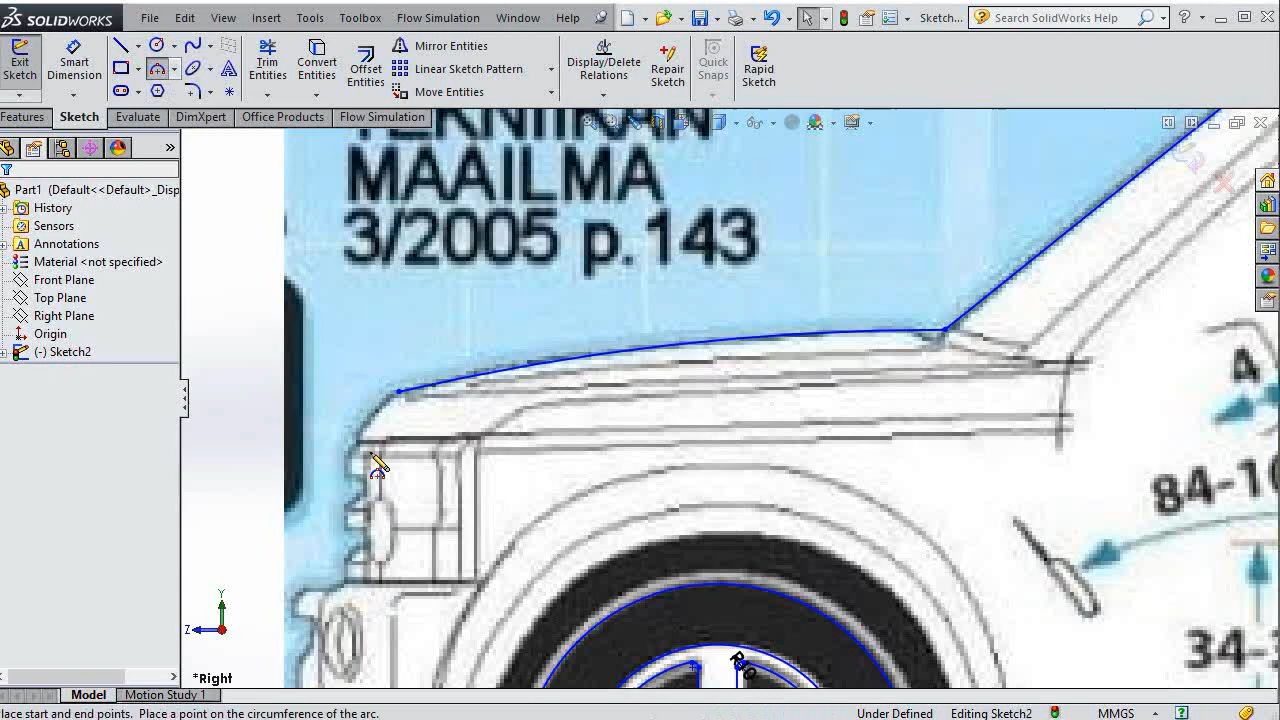 SOLIDWORKS
File Edit View Insert Tools Toolbox Flow Simulation Window Help
Sketch...
Search SolidWorks Help
Exit Sketch
Smart Dimension
Trim Entities
Convert Entities
Offset Entities
Mirror Entities
Linear Sketch Pattern
Move Entities
Display/Delete Relations
Repair Sketch
Quick Snaps
Rapid Sketch
Features Sketch Evaluate DimXpert Office Products Flow Simulation
MAAILMA
3/2005 p.143
Part1 (Default<<Default>_Disp
History
Sensors
Annotations
Material <not specified>
Front Plane
Top Plane
Right Plane
Origin
(-) Sketch2
4
84-1
34-
Y
Z
*Right
Model Motion Study 1
Place start and end points. Place a point on the circumference of the arc.
Under Defined Editing Sketch2 MMGS